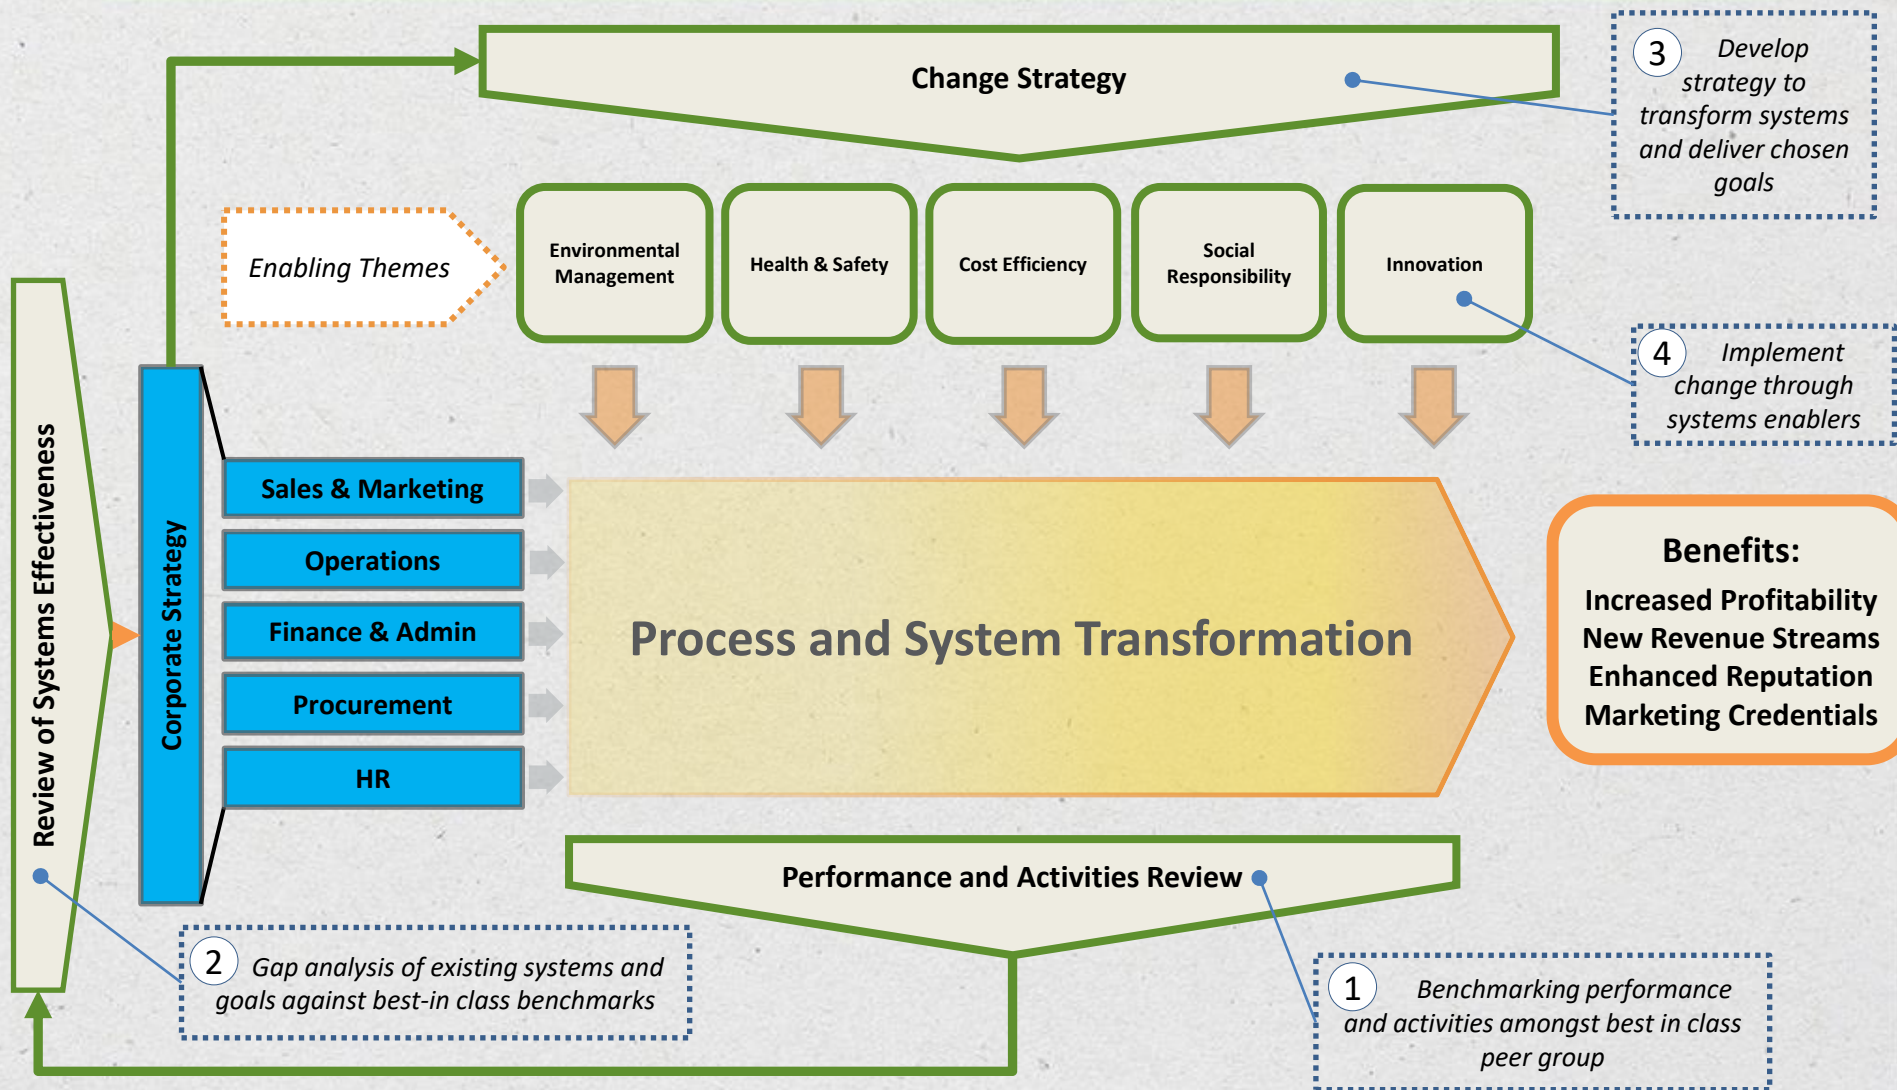 Change Strategy
3 Develop
strategy to
transform systems
and deliver chosen
goals
Enabling Themes
Environmental
Management
Health & Safety
Cost Efficiency
Social
Responsibility
Innovation
4 Implement
change through
systems enablers
Review of Systems Effectiveness
Corporate Strategy
Sales & Marketing
Operations
Finance & Admin
Procurement
HR
Process and System Transformation
Benefits:
Increased Profitability
New Revenue Streams
Enhanced Reputation
Marketing Credentials
Performance and Activities Review
2 Gap analysis of existing systems and
goals against best-in class benchmarks
1 Benchmarking performance
and activities amongst best in class
peer group